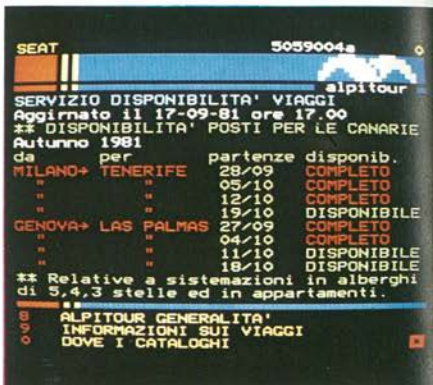 SEAT 5059004a 0
alpitour
SERVIZIO DISPONIBILITA' VIAGGI
Aggirnato il 17-09-81 ore 17.00
** DISPONIBILITA' POSTI PER LE CANARIE
Autunno 1981
da per partenze disponib.
MILANO→ TENERIFE 28/09 COMPLETO
" " 05/10 COMPLETO
" " 12/10 COMPLETO
" " 19/10 DISPONIBILE
GENOVA→ LAS PALMAS 27/09 COMPLETO
" " 04/10 COMPLETO
" " 11/10 DISPONIBILE
" " 18/10 DISPONIBILE
** Relative a sistemazioni in alberghi
di 5,4,3 stelle ed in appartamenti.
8 ALPITOUR GENERALITA'
9 INFORMAZIONI SUI VIAGGI
0 DOVE I CATALOGHI